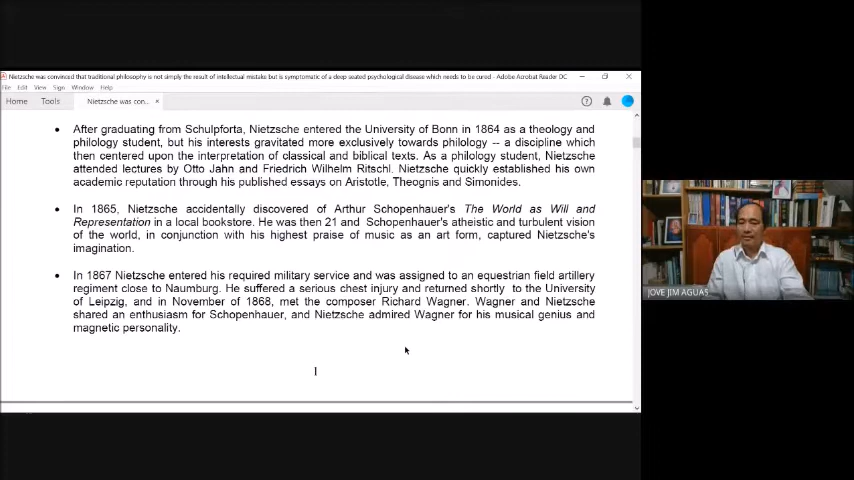 Nietzsche was convinced that traditional philosophy is not simply the result of intellectual mistake but is symptomatic of a deep seated psychological disease which needs to be cured - Adobe Acrobat Reader DC
File Edit View Sign Window Help
Home Tools Nietzsche was con... ×
• After graduating from Schulpforta, Nietzsche entered the University of Bonn in 1864 as a theology and
philology student, but his interests gravitated more exclusively towards philology -- a discipline which
then centered upon the interpretation of classical and biblical texts. As a philology student, Nietzsche
attended lectures by Otto Jahn and Friedrich Wilhelm Ritschl. Nietzsche quickly established his own
academic reputation through his published essays on Aristotle, Theognis and Simonides.
• In 1865, Nietzsche accidentally discovered of Arthur Schopenhauer's The World as Will and
Representation in a local bookstore. He was then 21 and Schopenhauer's atheistic and turbulent vision
of the world, in conjunction with his highest praise of music as an art form, captured Nietzsche's
imagination.
• In 1867 Nietzsche entered his required military service and was assigned to an equestrian field artillery
regiment close to Naumburg. He suffered a serious chest injury and returned shortly to the University
of Leipzig, and in November of 1868, met the composer Richard Wagner. Wagner and Nietzsche
shared an enthusiasm for Schopenhauer, and Nietzsche admired Wagner for his musical genius and
magnetic personality.
JOVE JIM AGUAS